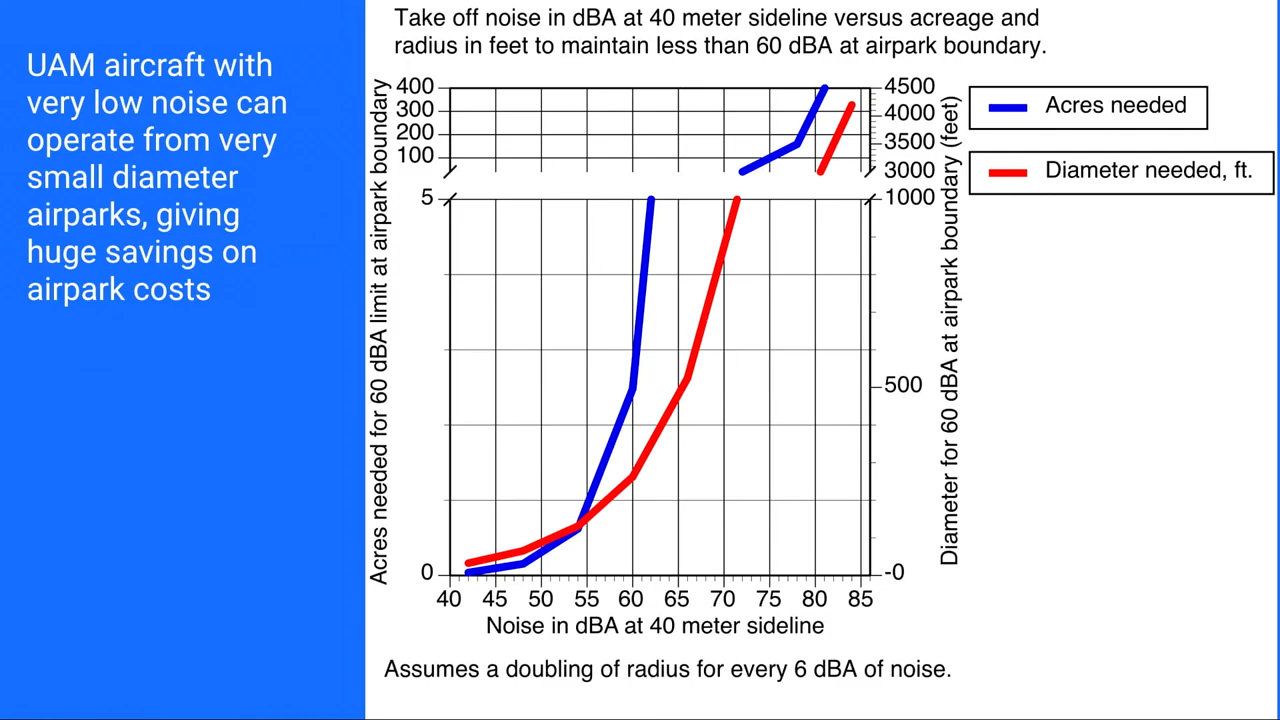 UAM aircraft with
very low noise can
operate from very
small diameter
airparks, giving
huge savings on
airpark costs
Take off noise in dBA at 40 meter sideline versus acreage and
radius in feet to maintain less than 60 dBA at airpark boundary.
Acres needed for 60 dBA limit at airpark boundary
400
300
200
100
5
0
4500
4000
3500
3000
1000
500
-0
Diameter for 60 dBA at airpark boundary (feet)
Acres needed
Diameter needed, ft.
40 45 50 55 60 65 70 75 80 85
Noise in dBA at 40 meter sideline
Assumes a doubling of radius for every 6 dBA of noise.